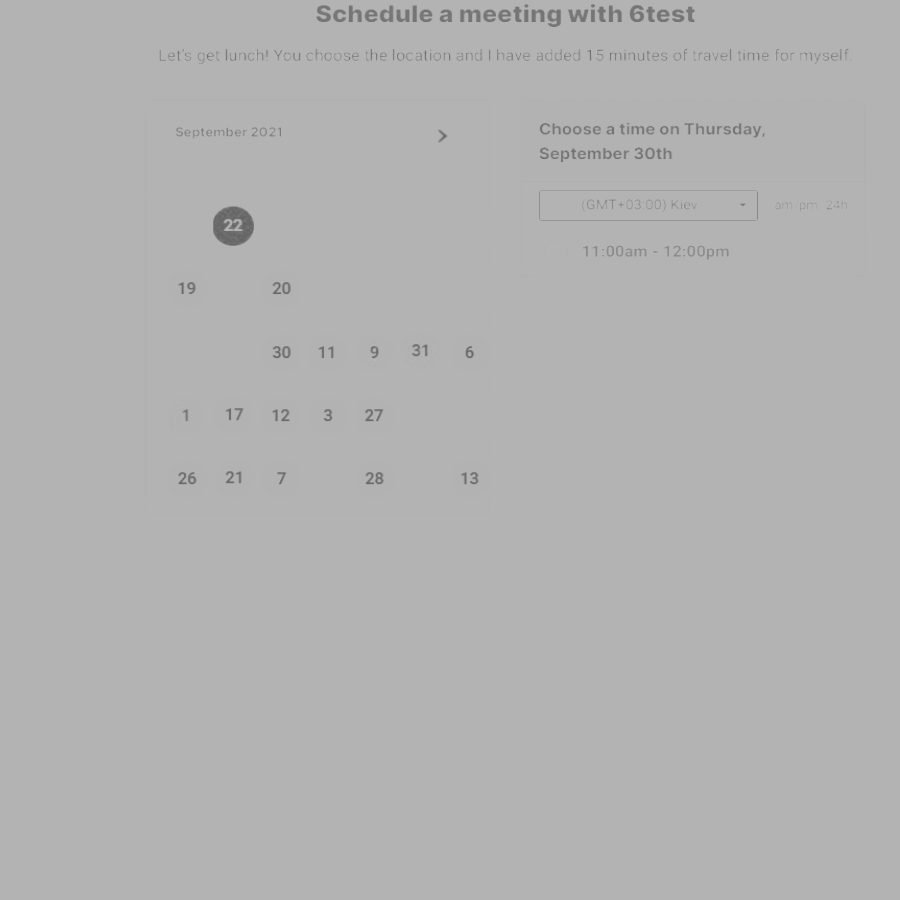 Schedule a meeting with 6test
Let's get lunch! You choose the location and I have added 15 minutes of travel time for myself.
September 2021
22
19 20
30 11 9 31 6
1 17 12 3 27
26 21 7 28 13
Choose a time on Thursday,
September 30th
(GMT+03:00) Kiev am pm 24h
11:00am - 12:00pm